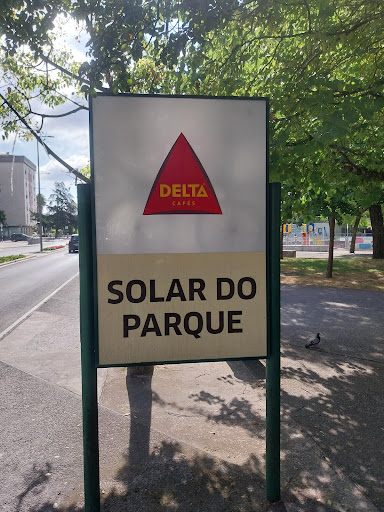 DELTA
CAFÉS
SOLAR DO
PARQUE